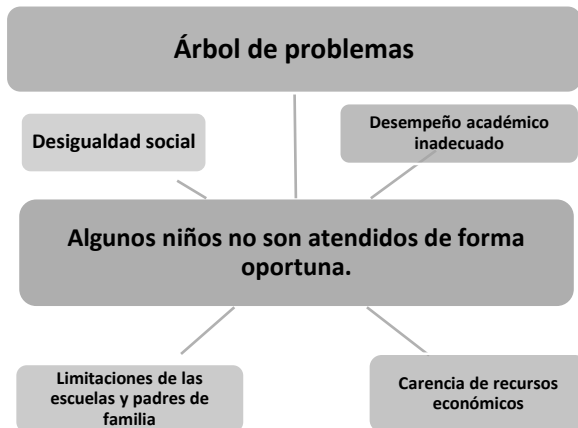 Árbol de problemas
Desigualdad social
Desempeño académico
inadecuado
Algunos niños no son atendidos de forma
oportuna.
Limitaciones de las
escuelas y padres de
familia
Carencia de recursos
económicos